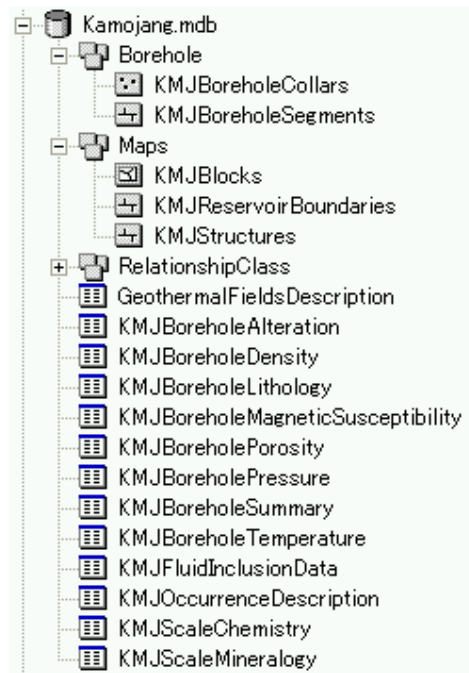 Kamojang.mdb
Borehole
KMJBoreholeCollars
KMJBoreholeSegments
Maps
KMJBlocks
KMJReservoirBoundaries
KMJStructures
RelationshipClass
GeothermalFieldsDescription
KMJBoreholeAlteration
KMJBoreholeDensity
KMJBoreholeLithology
KMJBoreholeMagneticSusceptibility
KMJBoreholePorosity
KMJBoreholePressure
KMJBoreholeSummary
KMJBoreholeTemperature
KMJFluidInclusionData
KMJOccurrenceDescription
KMJScaleChemistry
KMJScaleMineralogy